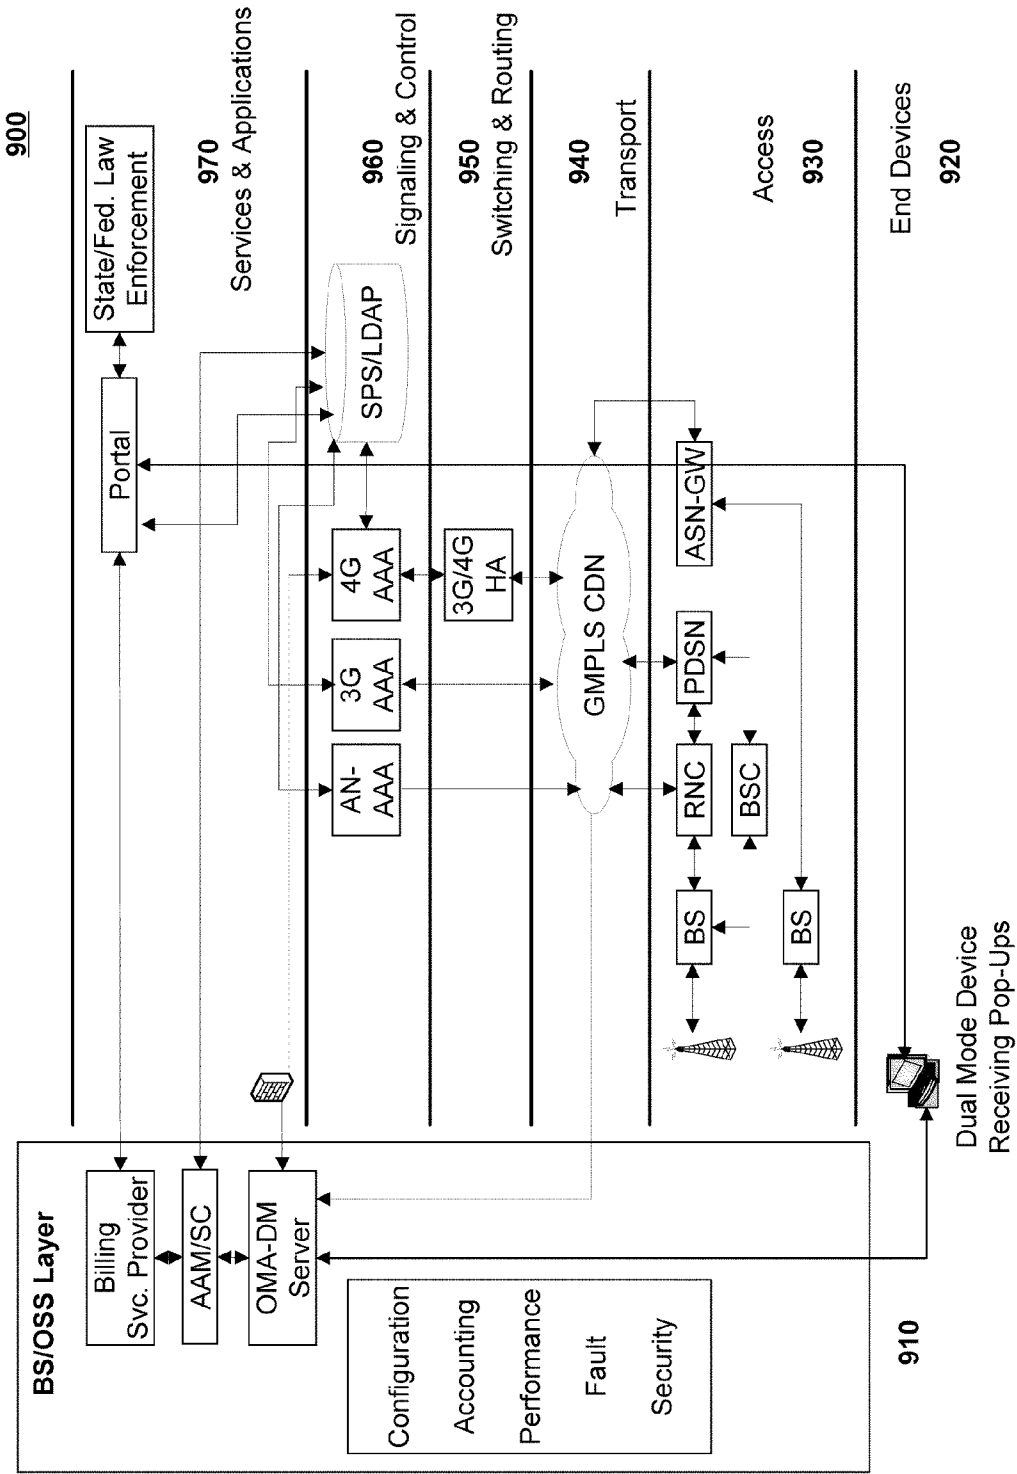 900
BS/OSS Layer
Billing
Svc. Provider
AAM/SC
OMA-DM
Server
Configuration
Accounting
Performance
Fault
Security
910
Portal
State/Fed. Law
Enforcement
970
Services & Applications
AN-
AAA
3G
AAA
4G
AAA
SPS/LDAP
960
Signaling & Control
3G/4G
HA
950
Switching & Routing
GMPLS CDN
940
Transport
BS
RNC
PDSN
ASN-GW
BSC
BS
Access
930
Dual Mode Device
Receiving Pop-Ups
End Devices
920